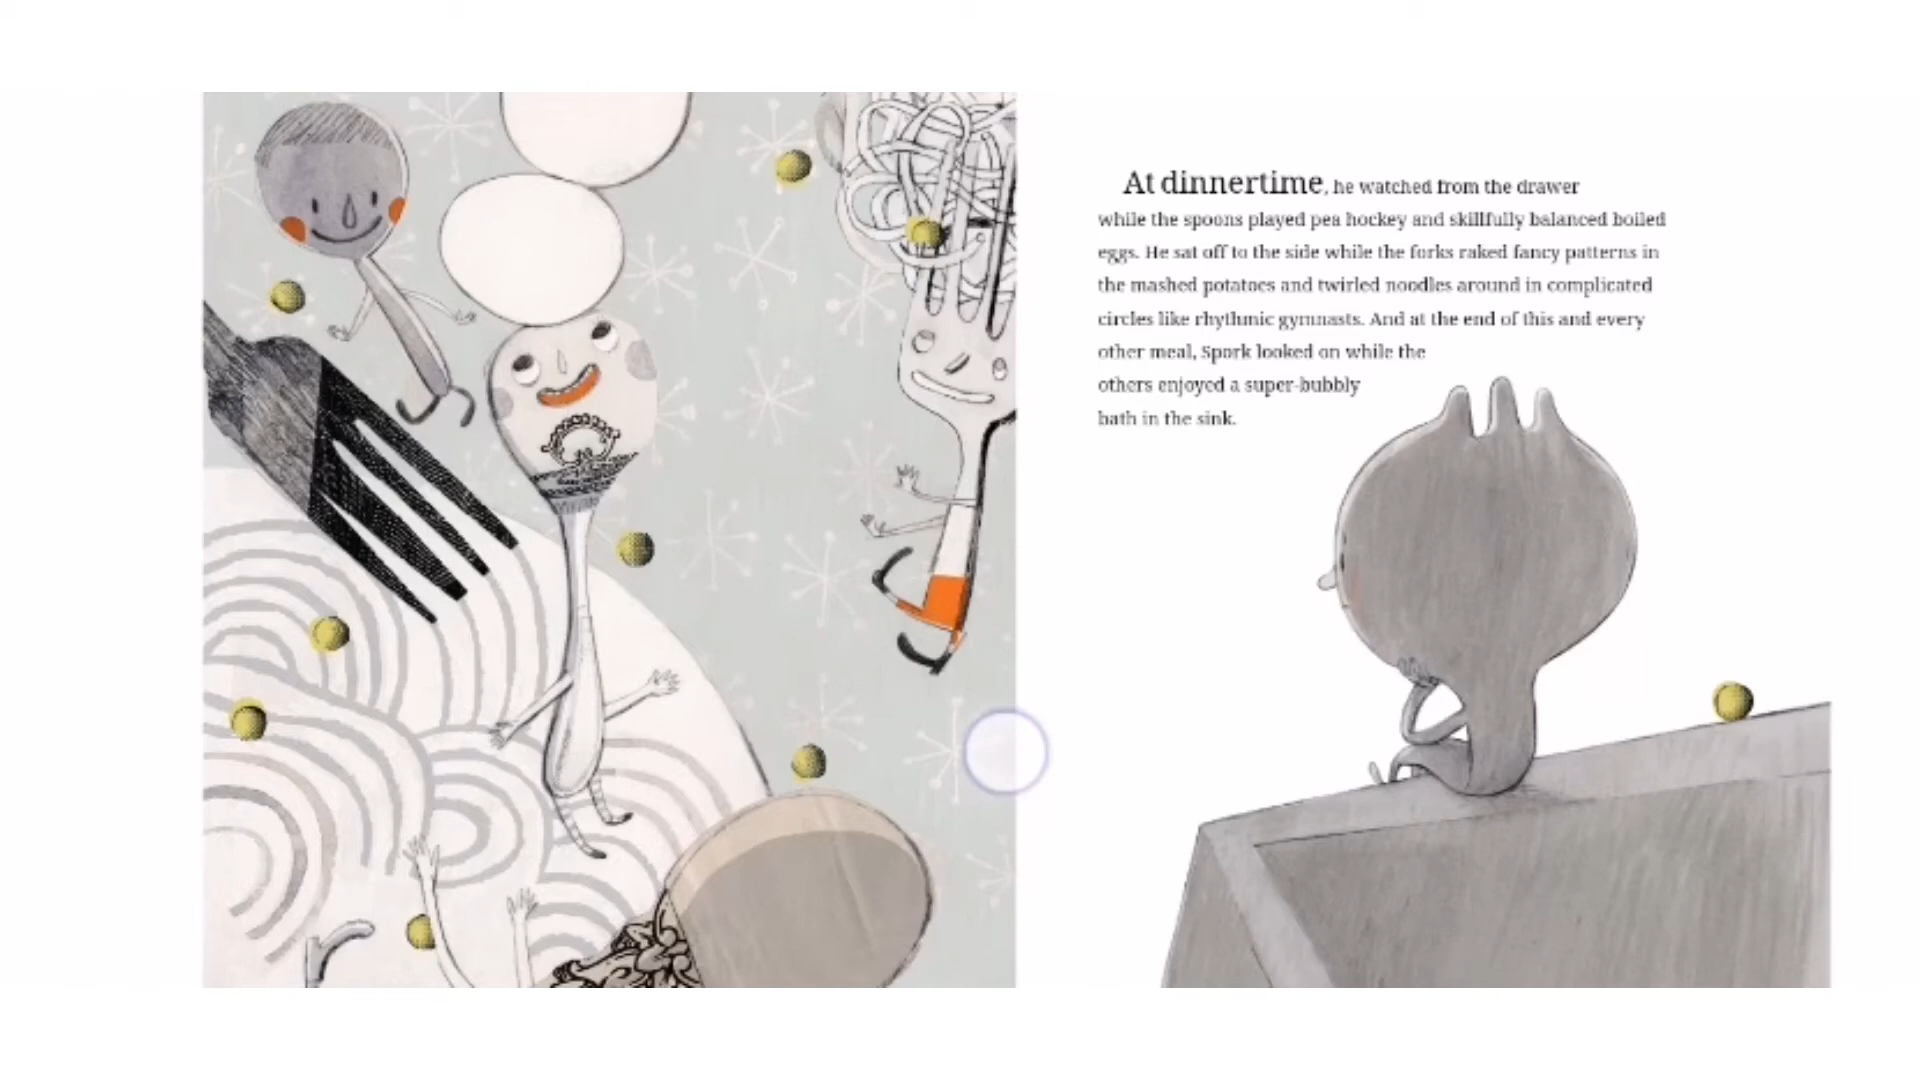 At dinnertime, he watched from the drawer
while the spoons played pea hockey and skillfully balanced boiled
eggs. He sat off to the side while the forks raked fancy patterns in
the mashed potatoes and twirled noodles around in complicated
circles like rhythmic gymnasts. And at the end of this and every
other meal, Spork looked on while the
others enjoyed a super-bubbly
bath in the sink.